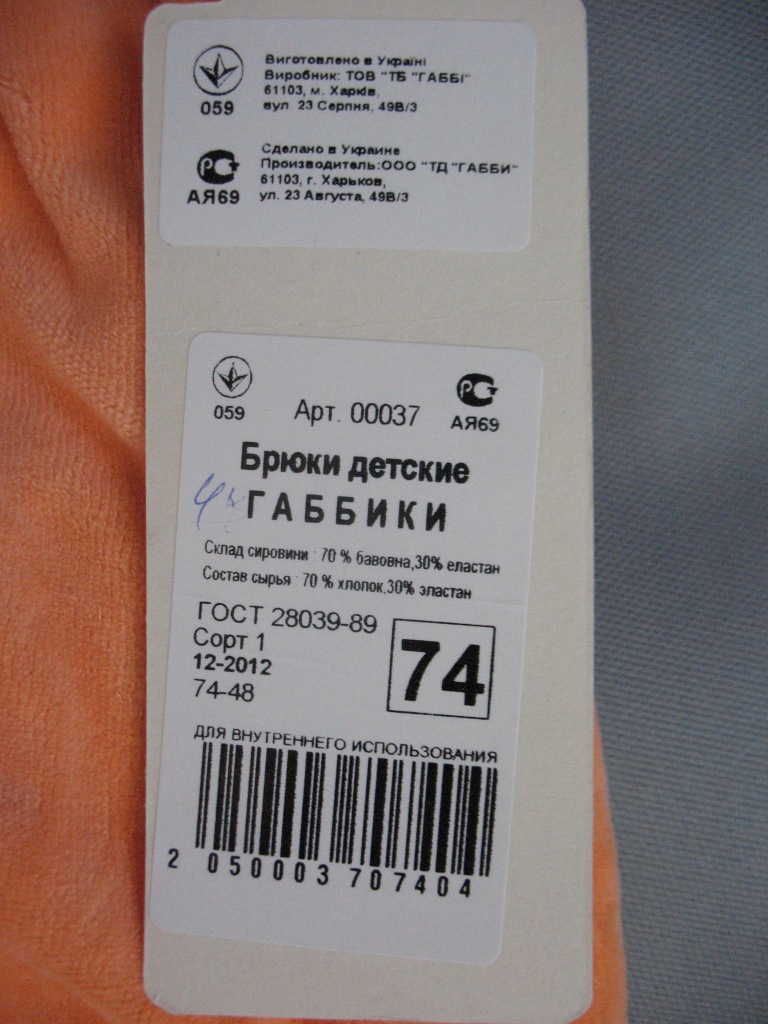 Виготовлено в Україні
Виробник: ТОВ "ТБ "ГАББІ"
61103, м. Харків,
вул. 23 Серпня, 49В/3
059
Сделано в Украине
Производитель:ООО "ТД "ГАББИ"
61103, г. Харьков,
ул. 23 Августа, 49В/3
РСТ
АЯ69
059
Арт. 00037
РСТ
АЯ69
Брюки детские
ГАББИКИ
Склад сировини : 70 % бавовна,30% еластан
Состав сырья : 70 % хлопок,30% эластан
ГОСТ 28039-89
Сорт 1
12-2012
74-48
74
ДЛЯ ВНУТРЕННЕГО ИСПОЛЬЗОВАНИЯ
2 050003 707404